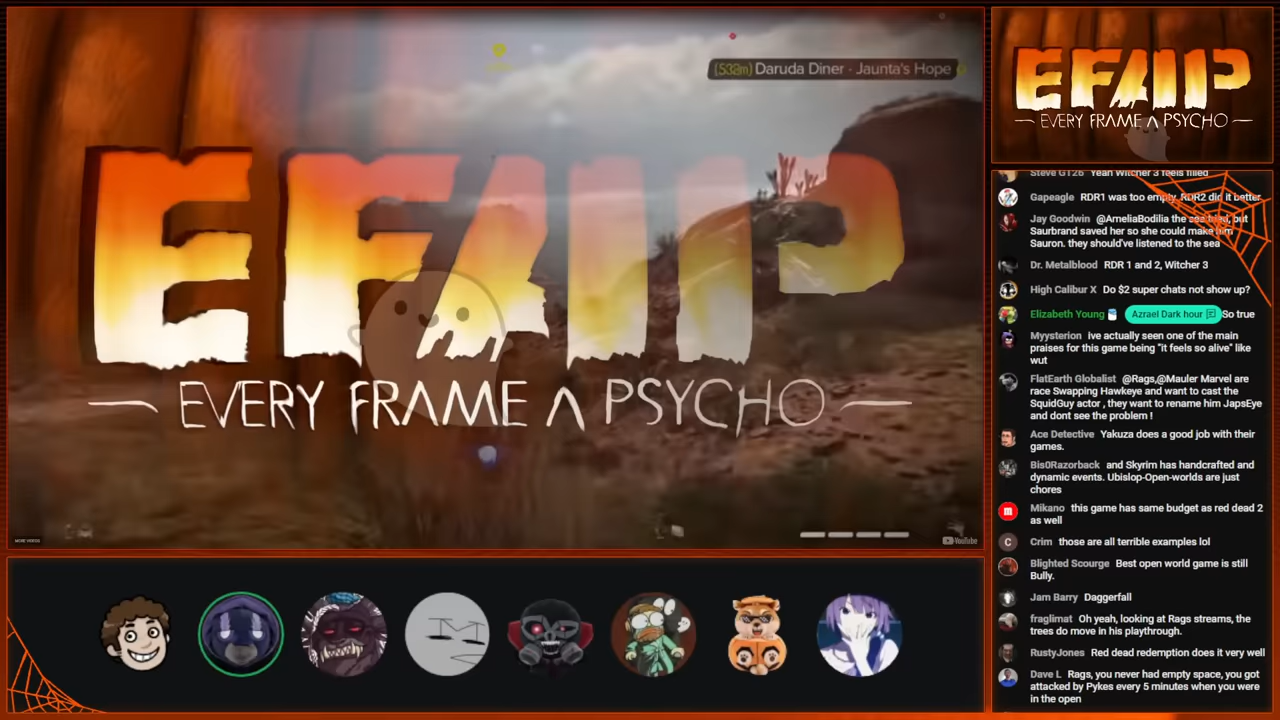 (538m) Daruda Diner - Jaunta's Hope
EFAP
EVERY FRAME A PSYCHO
MORE VIDEOS
YouTube
EFAP
EVERY FRAME A PSYCHO
Steve GT26 Yeah Witcher 3 feels filled
Gapeagle RDR1 was too empty. RDR2 did it better.
Jay Goodwin @AmeliaBodilia the sea tried, but
Saurbrand saved her so she could make him
Sauron. they should've listened to the sea
Dr. Metalblood RDR 1 and 2, Witcher 3
High Calibur X Do $2 super chats not show up?
Elizabeth Young Azrael Dark hour So true
Myysterion ive actually seen one of the main
praises for this game being "it feels so alive" like
wut
FlatEarth Globalist @Rags,@Mauler Marvel are
race Swapping Hawkeye and want to cast the
SquidGuy actor , they want to rename him JapsEye
and dont see the problem !
Ace Detective Yakuza does a good job with their
games.
Bis0Razorback and Skyrim has handcrafted and
dynamic events. Ubislop-Open-worlds are just
chores
m
Mikano this game has same budget as red dead 2
as well
C
Crim those are all terrible examples lol
Blighted Scourge Best open world game is still
Bully.
Jam Barry Daggerfall
fraglimat Oh yeah, looking at Rags streams, the
trees do move in his playthrough.
RustyJones Red dead redemption does it very well
Dave L Rags, you never had empty space, you got
attacked by Pykes every 5 minutes when you were
in the open